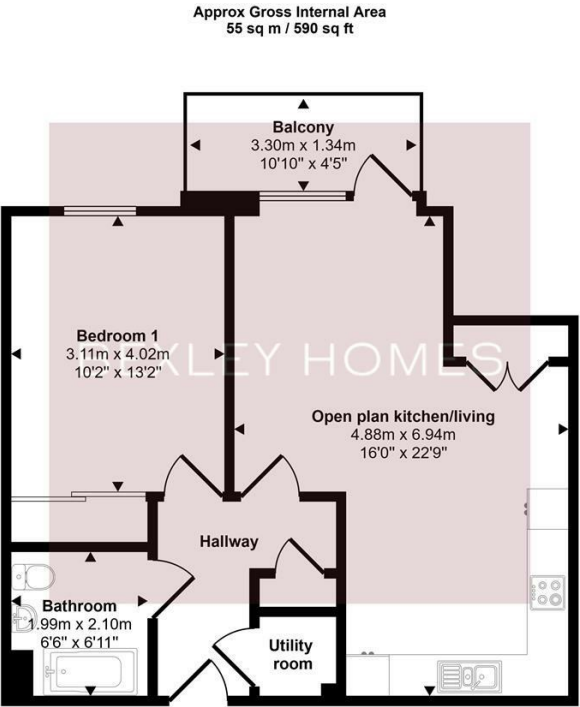 Approx Gross Internal Area
55 sq m / 590 sq ft
Balcony
3.30m x 1.34m
10'10" x 4'5"
Bedroom 1
3.11m x 4.02m
10'2" x 13'2"
BEXLEY HOMES
Open plan kitchen/living
4.88m x 6.94m
16'0" x 22'9"
Hallway
Bathroom
1.99m x 2.10m
6'6" x 6'11"
Utility
room